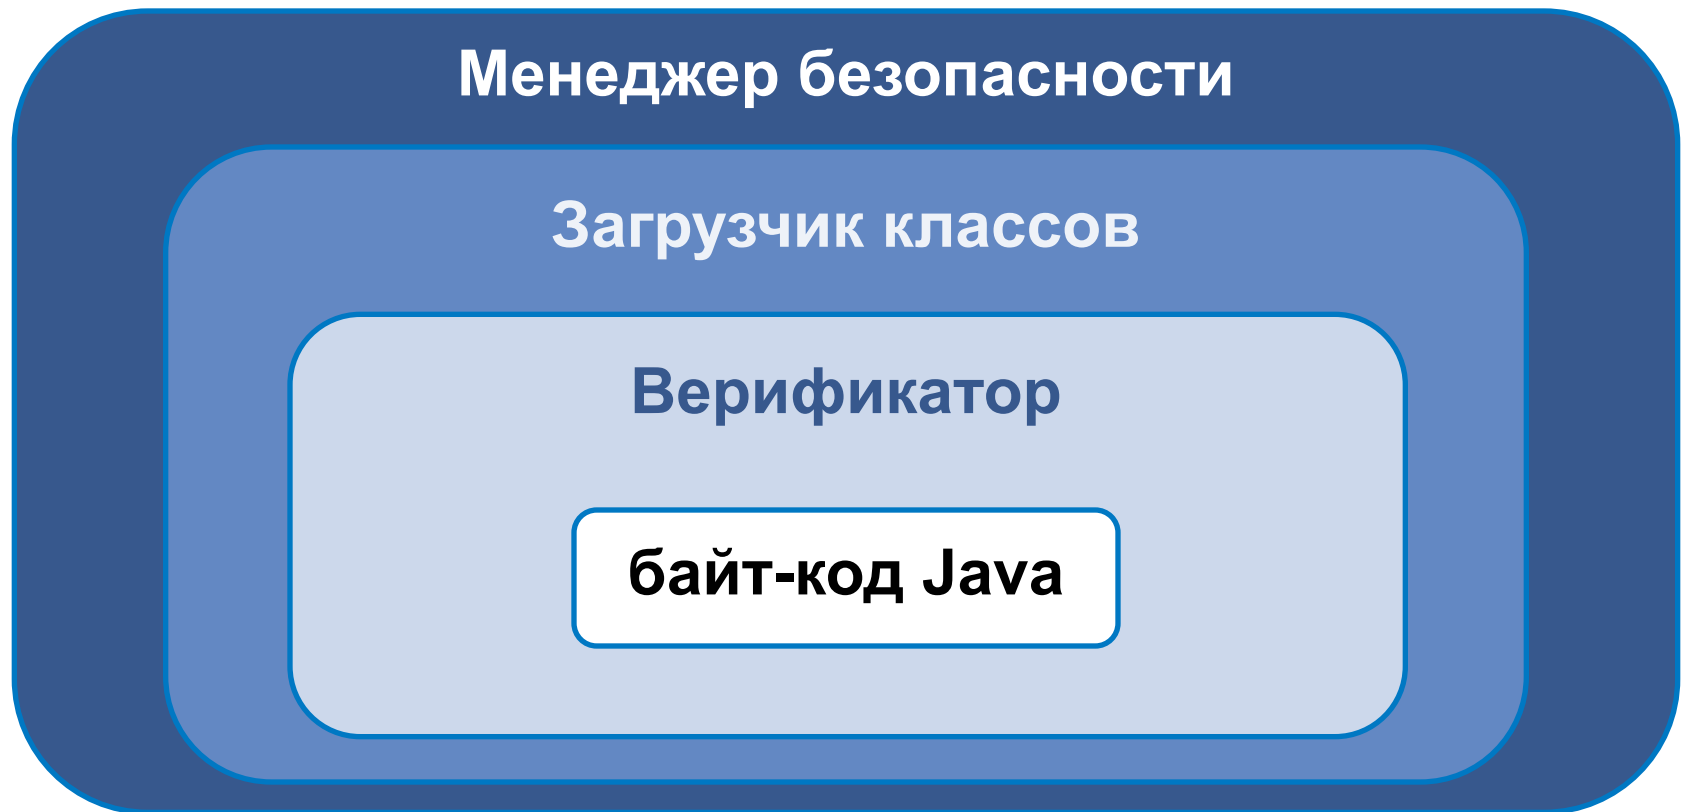 Менеджер безопасности
Загрузчик классов
Верификатор
байт-код Java